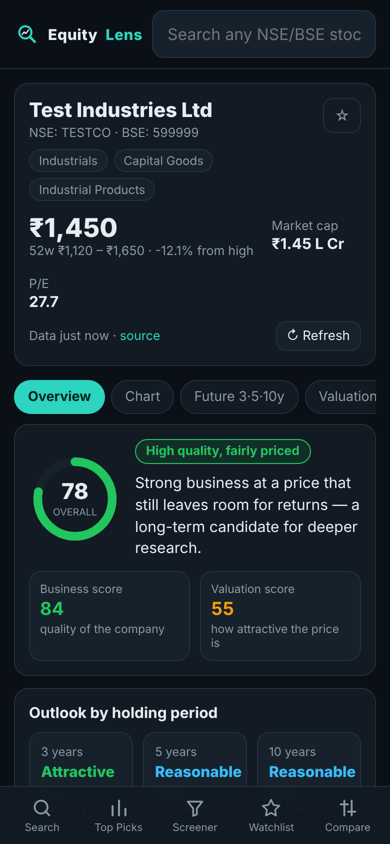 Equity Lens
Search any NSE/BSE stoc
Test Industries Ltd
☆
NSE: TESTCO · BSE: 599999
Industrials
Capital Goods
Industrial Products
₹1,450
52w ₹1,120 – ₹1,650 · -12.1% from high
Market cap
₹1.45 L Cr
P/E
27.7
Data just now · source
↻ Refresh
Overview
Chart
Future 3·5·10y
Valuation
78
OVERALL
High quality, fairly priced
Strong business at a price that
still leaves room for returns — a
long-term candidate for deeper
research.
Business score
84
quality of the company
Valuation score
55
how attractive the price
is
Outlook by holding period
3 years
Attractive
5 years
Reasonable
10 years
Reasonable
Search
Top Picks
Screener
Watchlist
Compare